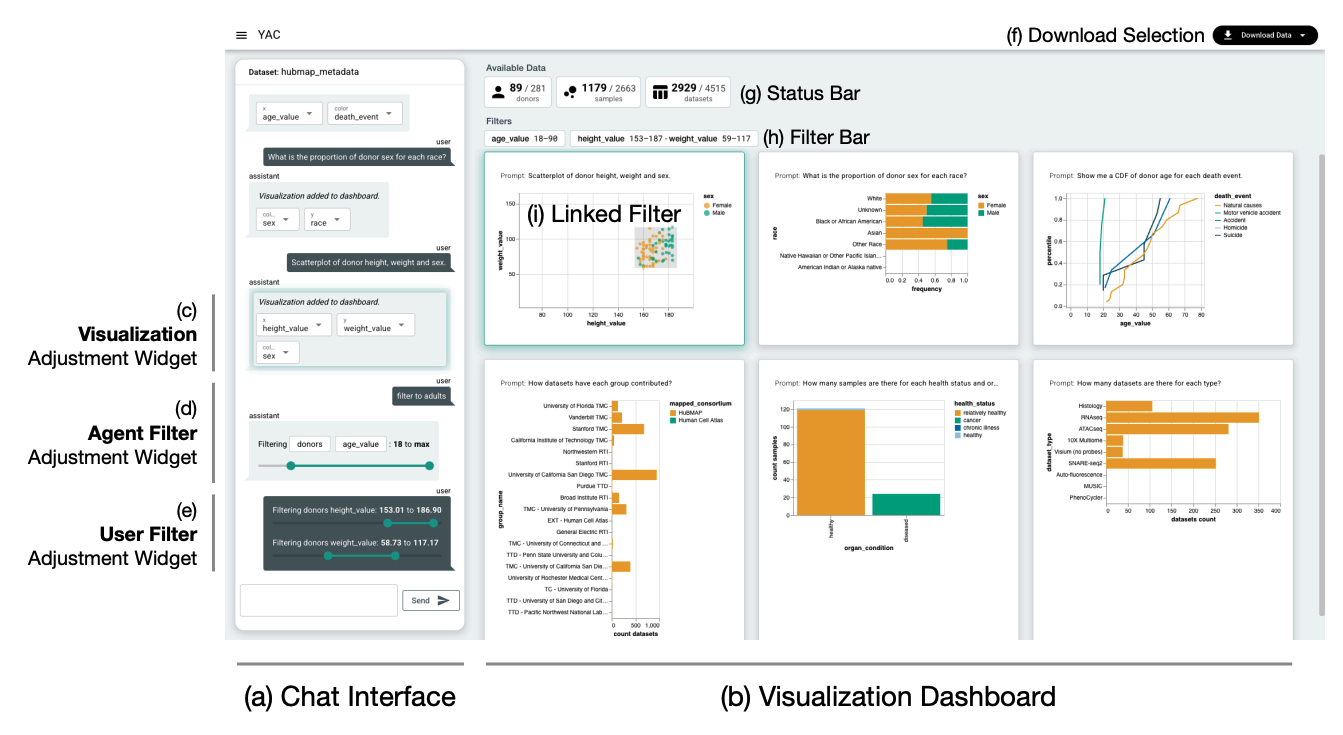 YAC
(f) Download Selection
Download Data
Dataset: hubmap_metadata
x
age_value
color
death_event
user
What is the proportion of donor sex for each race?
assistant
Visualization added to dashboard.
col...
sex
y
race
user
Scatterplot of donor height, weight and sex.
assistant
Visualization added to dashboard.
x
height_value
y
weight_value
col...
sex
user
filter to adults
assistant
Filtering donors age_value : 18 to max
user
Filtering donors height_value: 153.01 to 186.90
Filtering donors weight_value: 58.73 to 117.17
Send
(c)
Visualization
Adjustment Widget
(d)
Agent Filter
Adjustment Widget
(e)
User Filter
Adjustment Widget
Available Data
89 / 281
donors
1179 / 2663
samples
2929 / 4515
datasets
(g) Status Bar
Filters
age_value 18–90
height_value 153–187 · weight_value 59–117
(h) Filter Bar
Prompt: Scatterplot of donor height, weight and sex.
(i) Linked Filter
sex
Female
Male
weight_value
150
100
50
80 100 120 140 160 180
height_value
Prompt: What is the proportion of donor sex for each race?
race
White
Unknown
Black or African American
Asian
Other Race
Native Hawaiian or Other Pacific Islan...
American Indian or Alaska native
0.0 0.2 0.4 0.6 0.8 1.0
frequency
sex
Female
Male
Prompt: Show me a CDF of donor age for each death event.
percentile
1.0
0.8
0.6
0.4
0.2
0.0
0 10 20 30 40 50 60 70 80
age_value
death_event
Natural causes
Motor vehicle accident
Accident
Homicide
Suicide
Prompt: How datasets have each group contributed?
group_name
University of Florida TMC
Vanderbilt TMC
Stanford TMC
California Institute of Technology TMC
Northwestern RTI
Stanford RTI
University of California San Diego TMC
Purdue TTD
Broad Institute RTI
TMC - University of Pennsylvania
EXT - Human Cell Atlas
General Electric RTI
TMC - University of Connecticut and ...
TTD - Penn State University and Colu...
TMC - University of California San Die...
University of Rochester Medical Cent...
TC - University of Florida
TTD - University of San Diego and Cit...
TTD - Pacific Northwest National Lab...
0 500 1,000
count datasets
mapped_consortium
HuBMAP
Human Cell Atlas
Prompt: How many samples are there for each health status and or...
count samples
120
100
80
60
40
20
0
healthy
diseased
organ_condition
health_status
relatively healthy
cancer
chronic illness
healthy
Prompt: How many datasets are there for each type?
dataset_type
Histology
RNAseq
ATACseq
10X Multiome
Visium (no probes)
SNARE-seq2
Auto-fluorescence
MUSIC
PhenoCycler
0 50 100 150 200 250 300 350 400
datasets count
(a) Chat Interface
(b) Visualization Dashboard